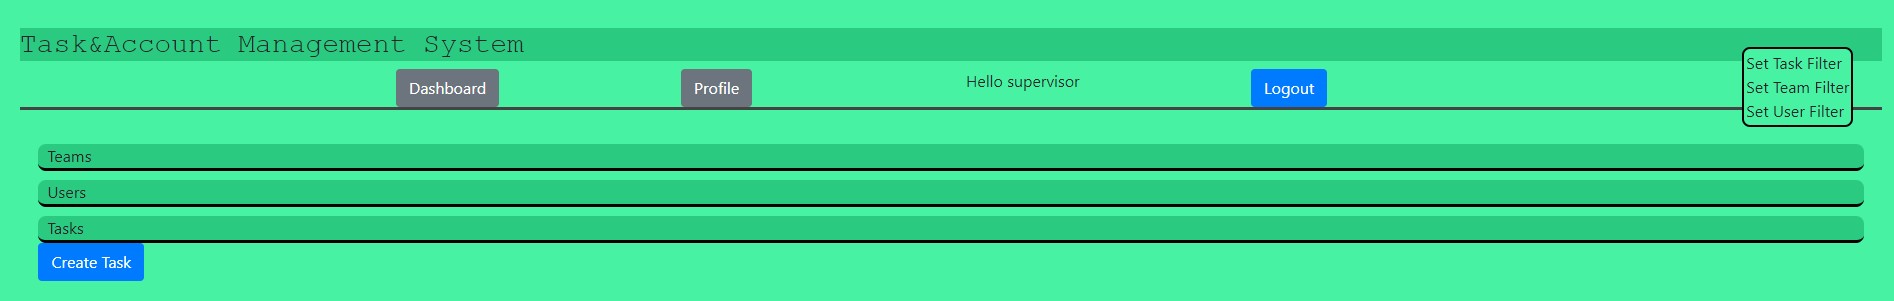 Task&Account Management System
Dashboard
Profile
Hello supervisor
Logout
Set Task Filter
Set Team Filter
Set User Filter
Teams
Users
Tasks
Create Task